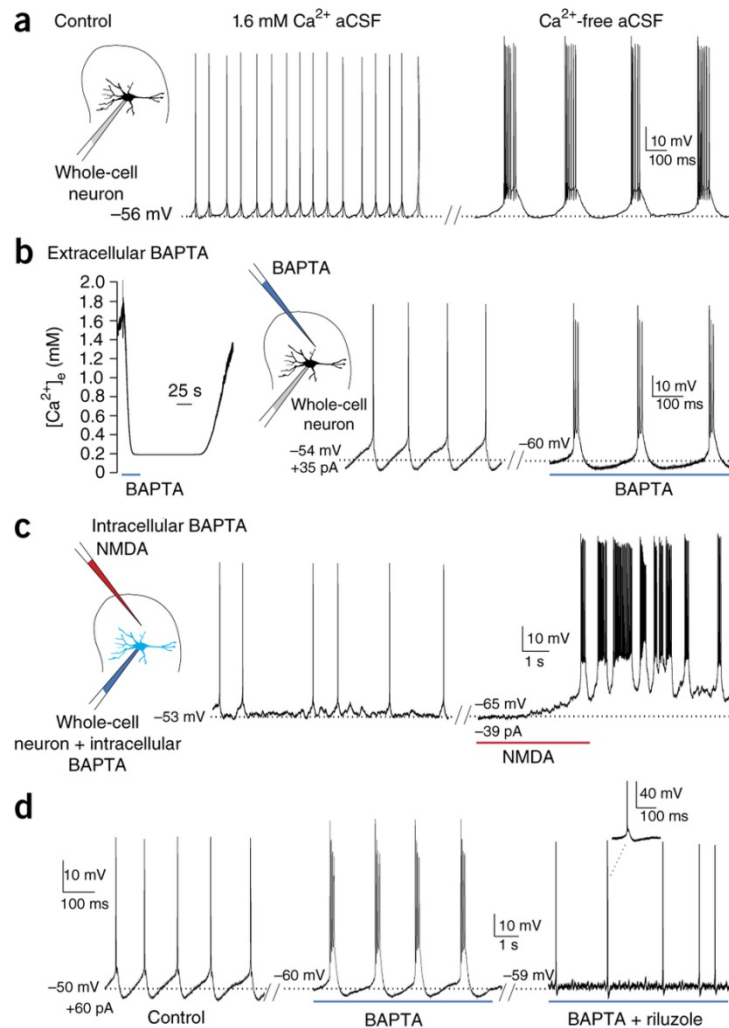 a
Control
1.6 mM Ca²⁺ aCSF
Ca²⁺-free aCSF
Whole-cell
neuron
–56 mV
10 mV
100 ms
b
Extracellular BAPTA
[Ca²⁺]e (mM)
2.0
1.8
1.6
1.4
1.2
1.0
0.8
0.6
0.4
0.2
0
25 s
BAPTA
BAPTA
Whole-cell
neuron
–54 mV
+35 pA
–60 mV
10 mV
100 ms
BAPTA
c
Intracellular BAPTA
NMDA
Whole-cell
neuron + intracellular
BAPTA
–53 mV
10 mV
1 s
–65 mV
–39 pA
NMDA
d
10 mV
100 ms
–50 mV
+60 pA
Control
–60 mV
BAPTA
10 mV
1 s
–59 mV
40 mV
100 ms
BAPTA + riluzole